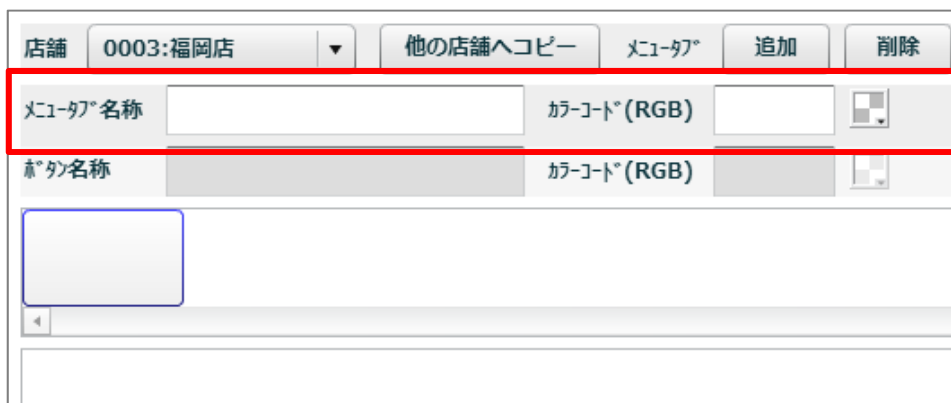 店舗 0003:福岡店 ▼ 他の店舗へコピー ﾒﾆｭｰﾀﾌﾞ 追加 削除
ﾒﾆｭｰﾀﾌﾞ名称 ｶﾗｰｺｰﾄﾞ(RGB)
ﾎﾞﾀﾝ名称 ｶﾗｰｺｰﾄﾞ(RGB)